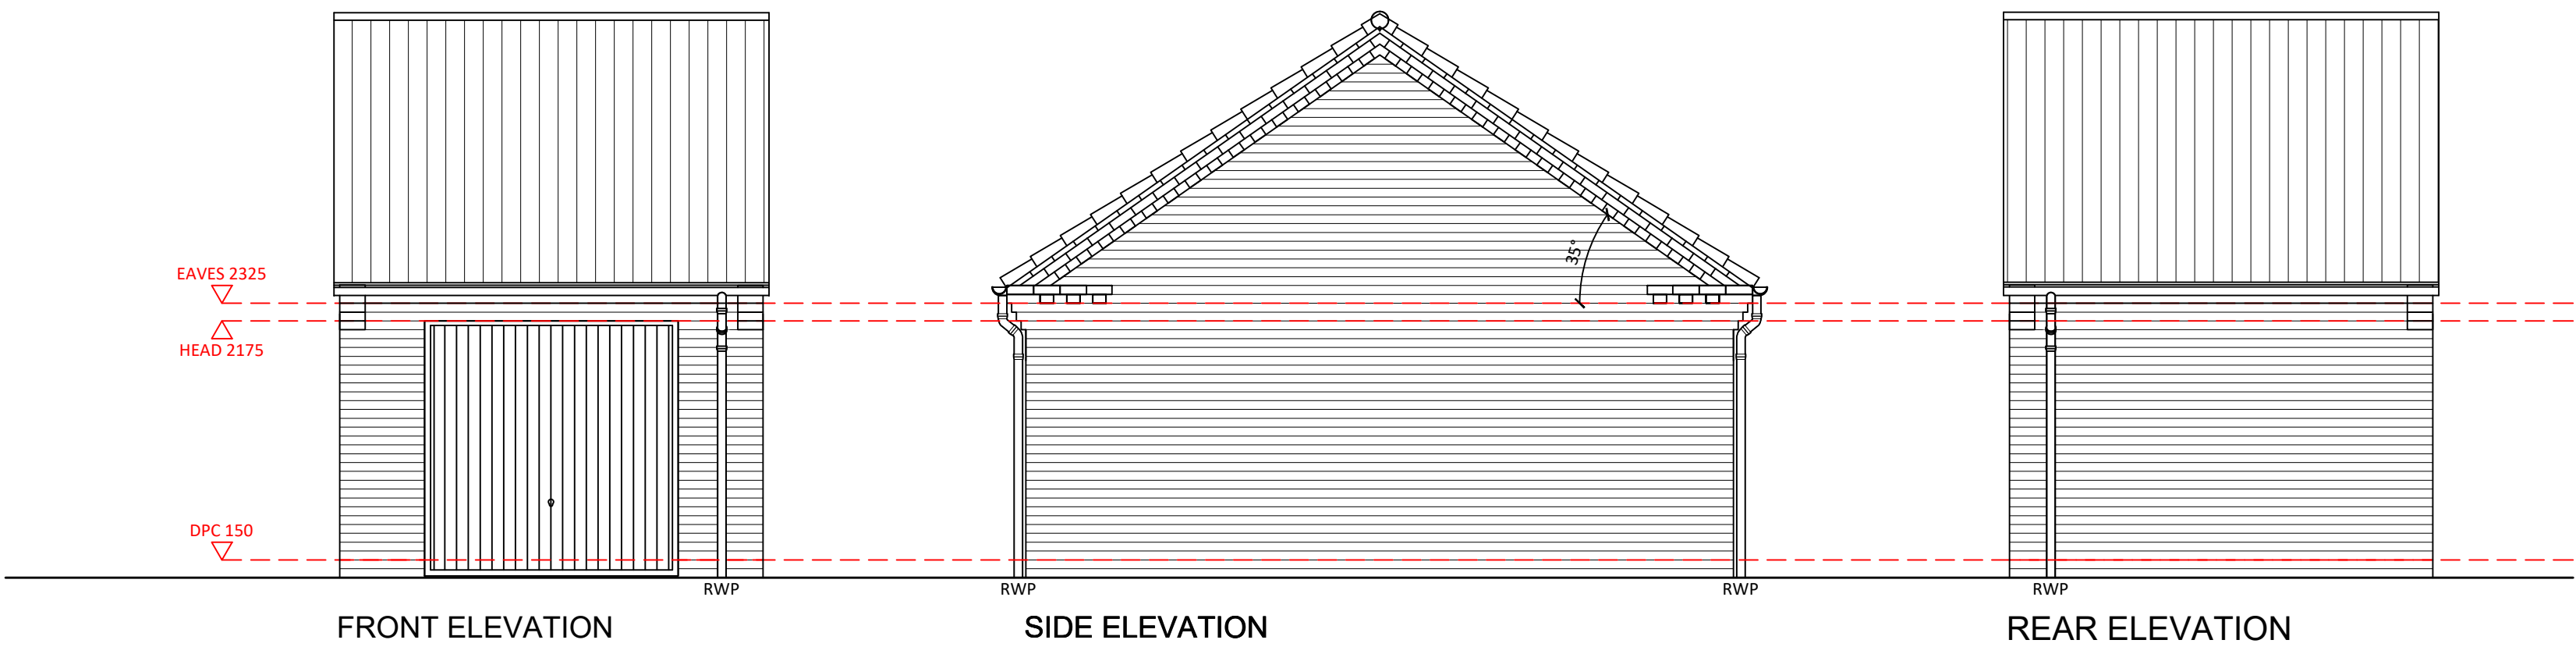 EAVES 2325
HEAD 2175
DPC 150
35°
RWP
RWP
RWP
RWP
FRONT ELEVATION
SIDE ELEVATION
REAR ELEVATION